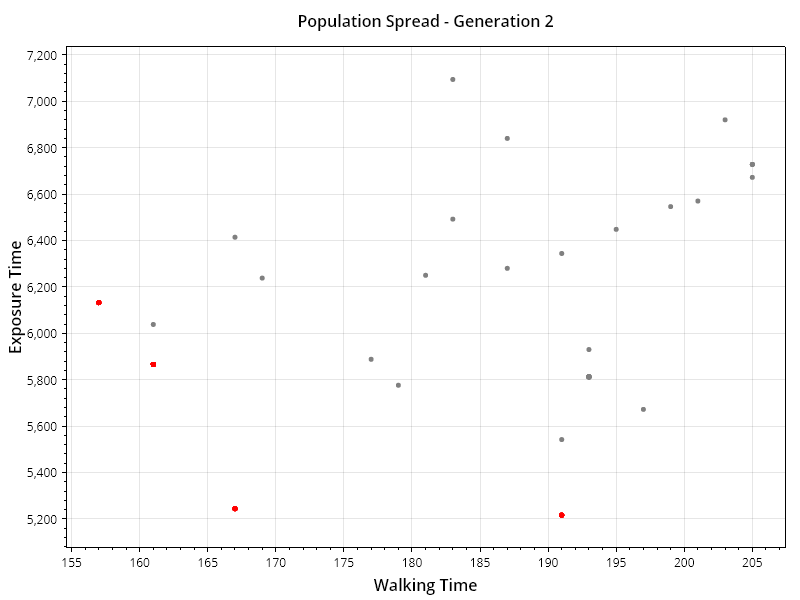 Population Spread - Generation 2
7,200
7,000
6,800
6,600
6,400
6,200
6,000
5,800
5,600
5,400
5,200
Exposure Time
155 160 165 170 175 180 185 190 195 200 205
Walking Time